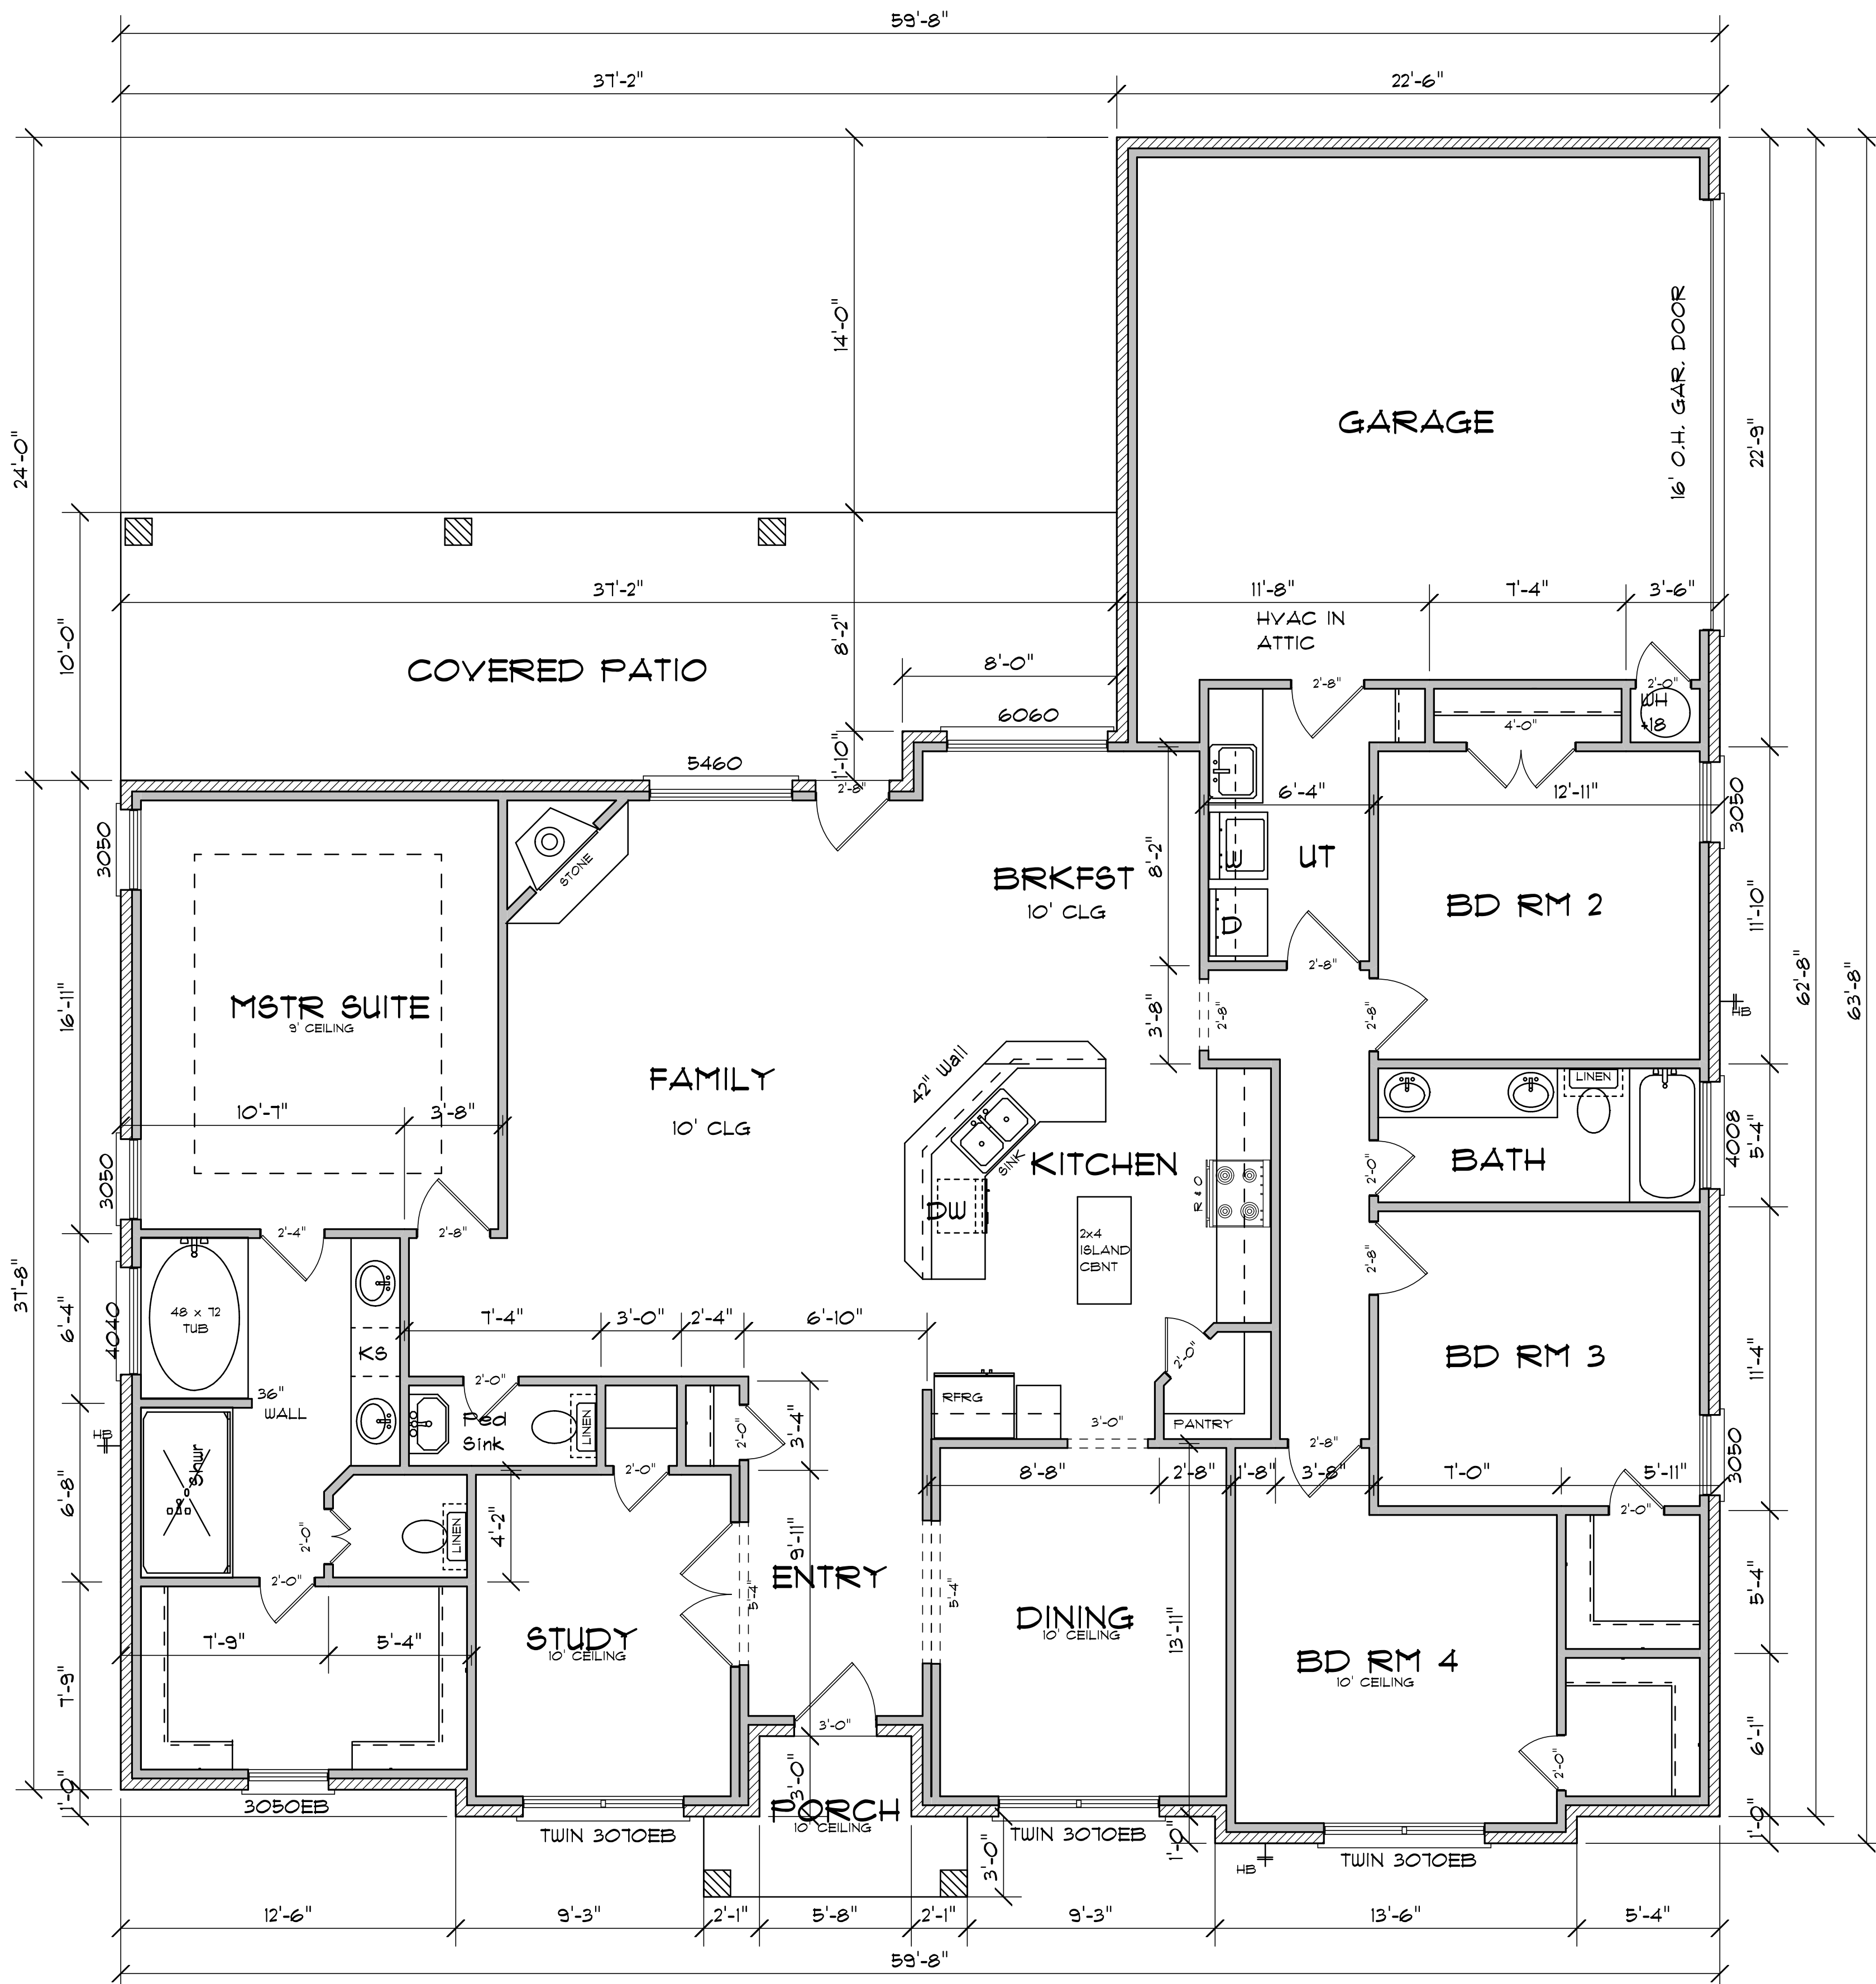 59'-8"
37'-2"
22'-6"
24'-0"
14'-0"
GARAGE
16' O.H. GAR. DOOR
22'-9"
62'-8"
63'-8"
10'-0"
37'-2"
11'-8"
7'-4"
3'-6"
HVAC IN
ATTIC
COVERED PATIO
8'-2"
8'-0"
6060
1'-10"
5460
2'-8"
2'-8"
4'-0"
2'-0"
WH
+18
6'-4"
12'-11"
3050
3050
STONE
BRKFST
10' CLG
8'-2"
W
UT
D
BD RM 2
11'-10"
2'-8"
MSTR SUITE
9' CEILING
16'-11"
3'-8"
2'-8"
2'-8"
HB
FAMILY
10' CLG
42" Wall
10'-7"
3'-8"
3050
SINK
KITCHEN
DW
R & O
2x4
ISLAND
CBNT
LINEN
BATH
2'-0"
4008
5'-4"
2'-4"
2'-8"
2'-8"
37'-8"
6'-4"
4040
48 x 72
TUB
KS
7'-4"
3'-0"
2'-4"
6'-10"
2'-0"
BD RM 3
11'-4"
36"
WALL
2'-0"
Ped
Sink
LINEN
2'-0"
3'-4"
RFRG
3'-0"
PANTRY
2'-8"
HB
Shwr
6'-8"
2'-0"
8'-8"
2'-8"
1'-8"
3'-8"
7'-0"
5'-11"
3050
2'-0"
2'-0"
LINEN
4'-2"
9'-11"
ENTRY
5'-4"
5'-4"
2'-0"
7'-9"
5'-4"
7'-9"
STUDY
10' CEILING
DINING
10' CEILING
13'-11"
BD RM 4
10' CEILING
5'-4"
6'-1"
2'-0"
3'-0"
3'-0"
PORCH
10' CEILING
1'-0"
3050EB
TWIN 3070EB
TWIN 3070EB
TWIN 3070EB
1'-0"
1'-0"
3'-0"
HB
12'-6"
9'-3"
2'-1"
5'-8"
2'-1"
9'-3"
13'-6"
5'-4"
59'-8"